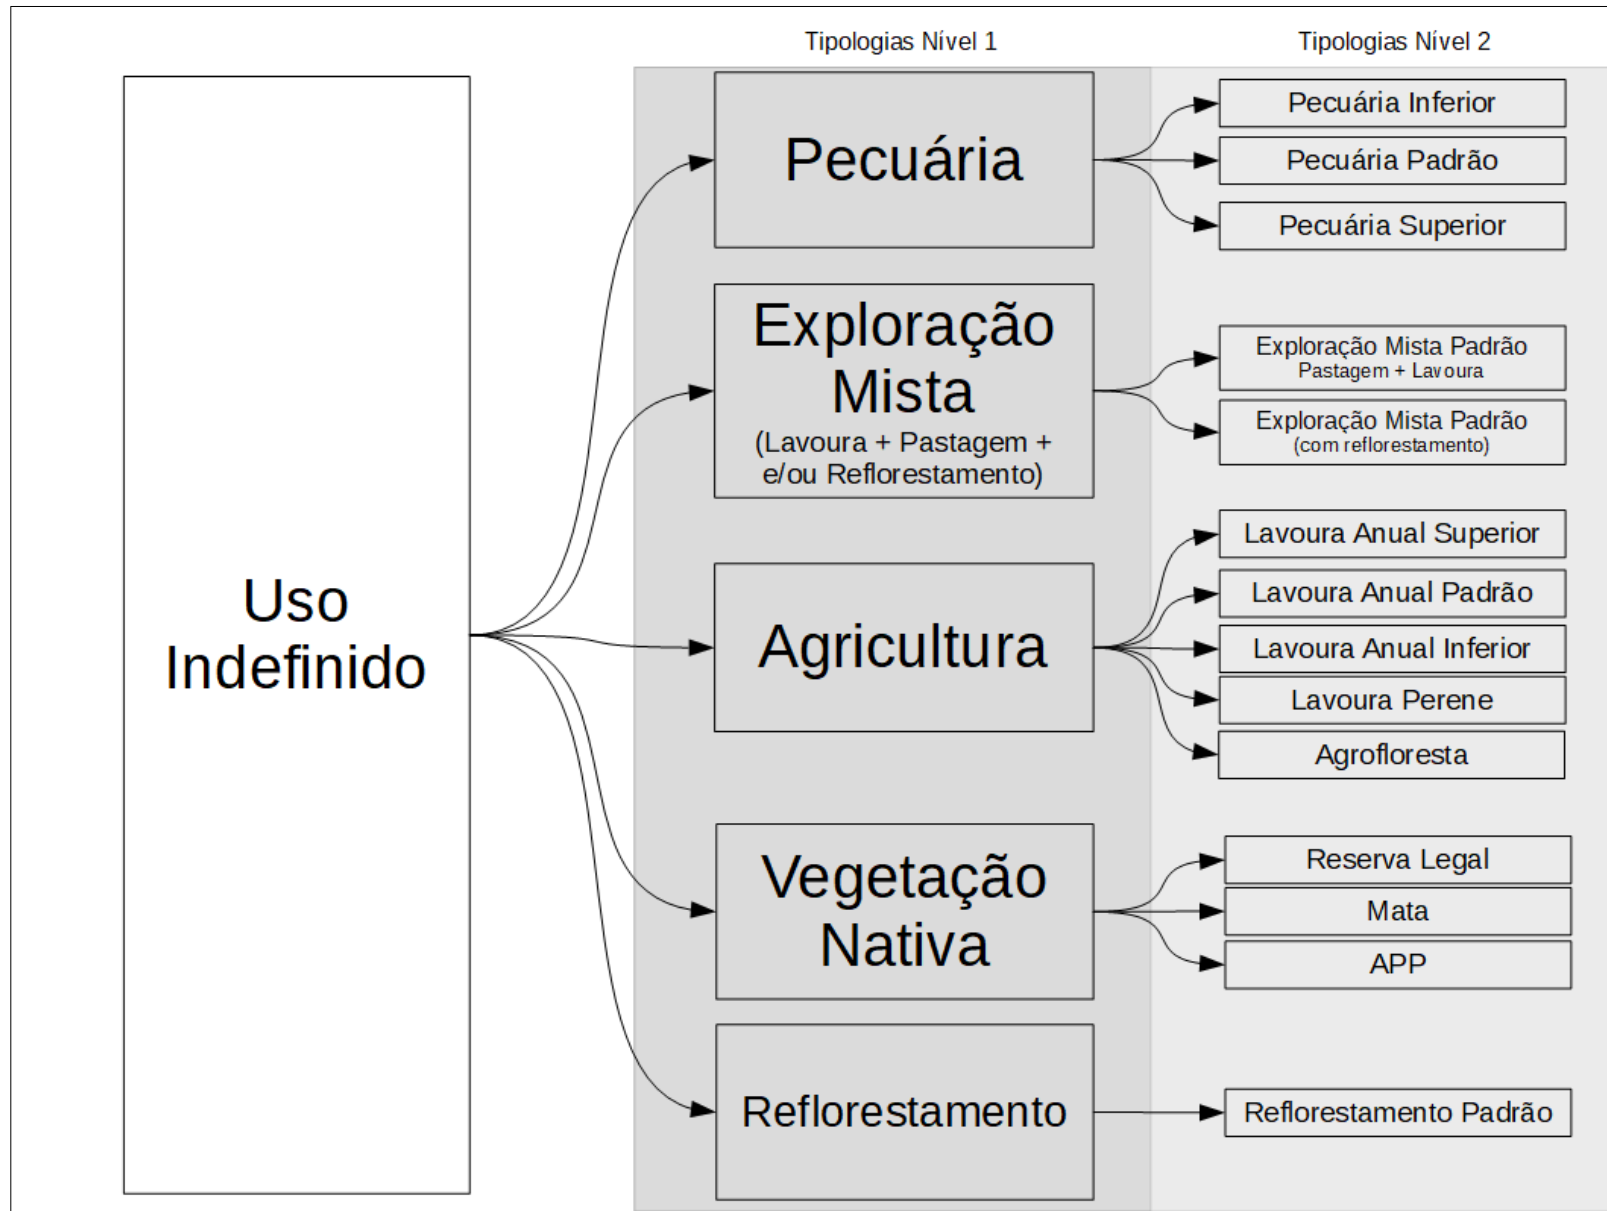 Tipologias Nível 1
Tipologias Nível 2
Uso
Indefinido
Pecuária
Pecuária Inferior
Pecuária Padrão
Pecuária Superior
Exploração
Mista
(Lavoura + Pastagem +
e/ou Reflorestamento)
Exploração Mista Padrão
Pastagem + Lavoura
Exploração Mista Padrão
(com reflorestamento)
Agricultura
Lavoura Anual Superior
Lavoura Anual Padrão
Lavoura Anual Inferior
Lavoura Perene
Agrofloresta
Vegetação
Nativa
Reserva Legal
Mata
APP
Reflorestamento
Reflorestamento Padrão